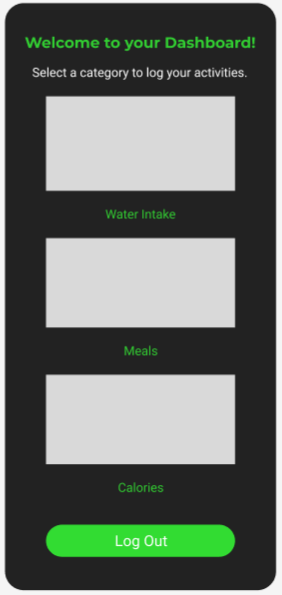 Welcome to your Dashboard!
Select a category to log your activities.
Water Intake
Meals
Calories
Log Out